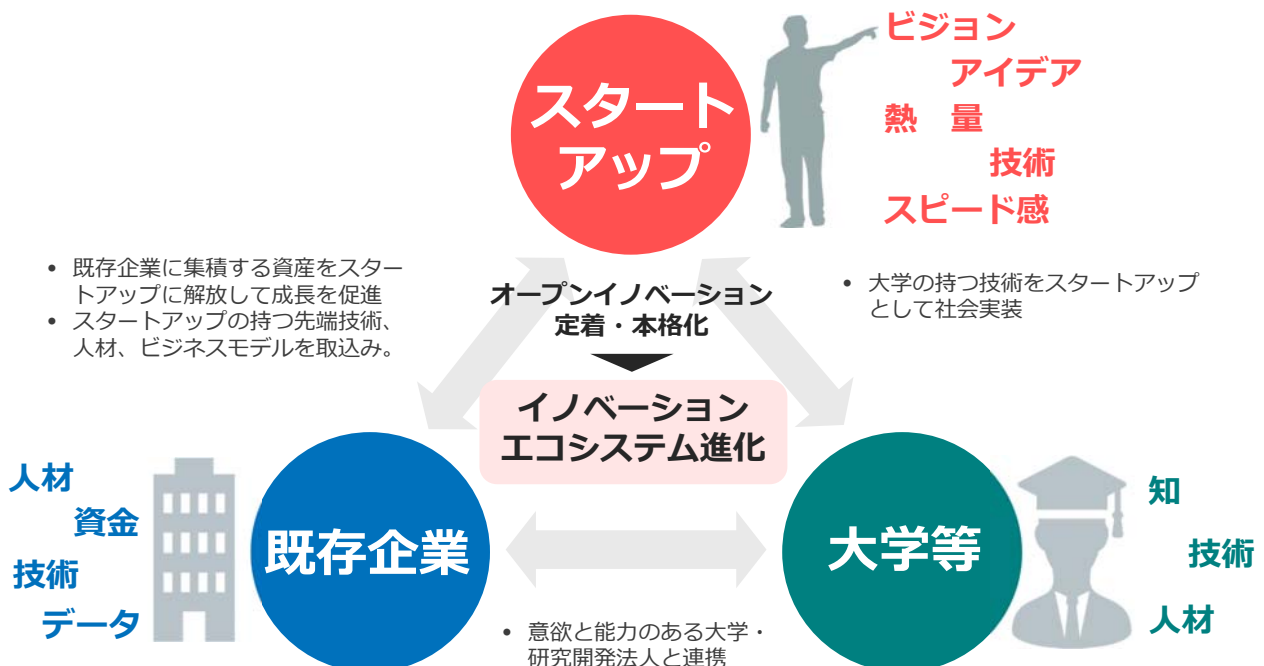 スタート
アップ
ビジョン
アイデア
熱　量
技術
スピード感
• 既存企業に集積する資産をスター
トアップに解放して成長を促進
• スタートアップの持つ先端技術、
人材、ビジネスモデルを取込み。
オープンイノベーション
定着・本格化
• 大学の持つ技術をスタートアップ
として社会実装
イノベーション
エコシステム進化
人材
資金
技術
データ
既存企業
大学等
知
技術
人材
• 意欲と能力のある大学・
研究開発法人と連携